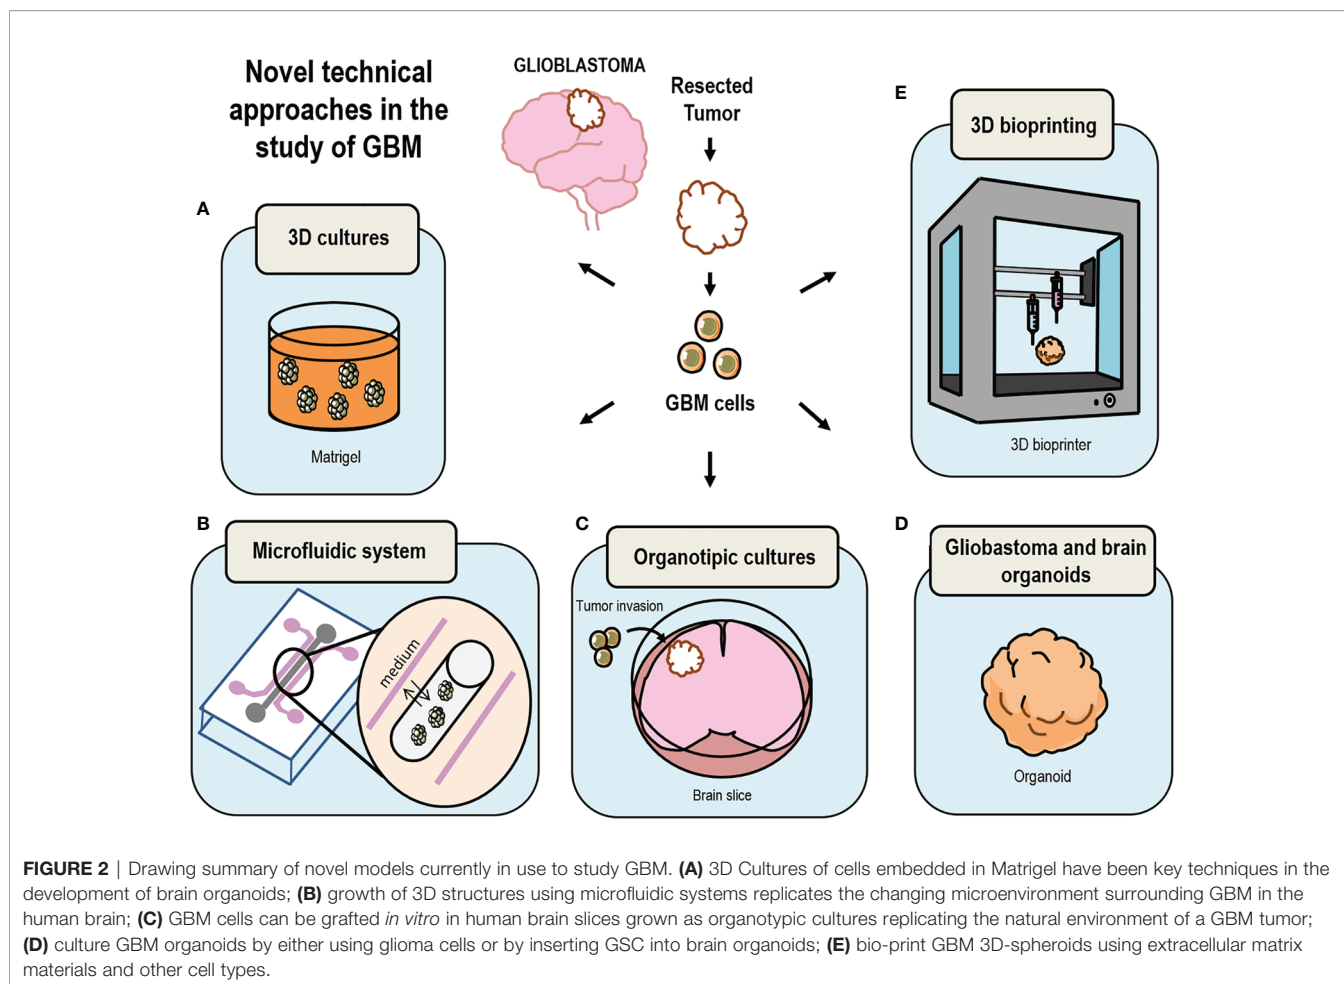 Novel technical
approaches in the
study of GBM
GLIOBLASTOMA
Resected
Tumor
GBM cells
A
3D cultures
Matrigel
B
Microfluidic system
medium
C
Organotipic cultures
Tumor invasion
Brain slice
D
Gliobastoma and brain
organoids
Organoid
E
3D bioprinting
3D bioprinter
FIGURE 2 | Drawing summary of novel models currently in use to study GBM. (A) 3D Cultures of cells embedded in Matrigel have been key techniques in the
development of brain organoids; (B) growth of 3D structures using microfluidic systems replicates the changing microenvironment surrounding GBM in the
human brain; (C) GBM cells can be grafted in vitro in human brain slices grown as organotypic cultures replicating the natural environment of a GBM tumor;
(D) culture GBM organoids by either using glioma cells or by inserting GSC into brain organoids; (E) bio-print GBM 3D-spheroids using extracellular matrix
materials and other cell types.